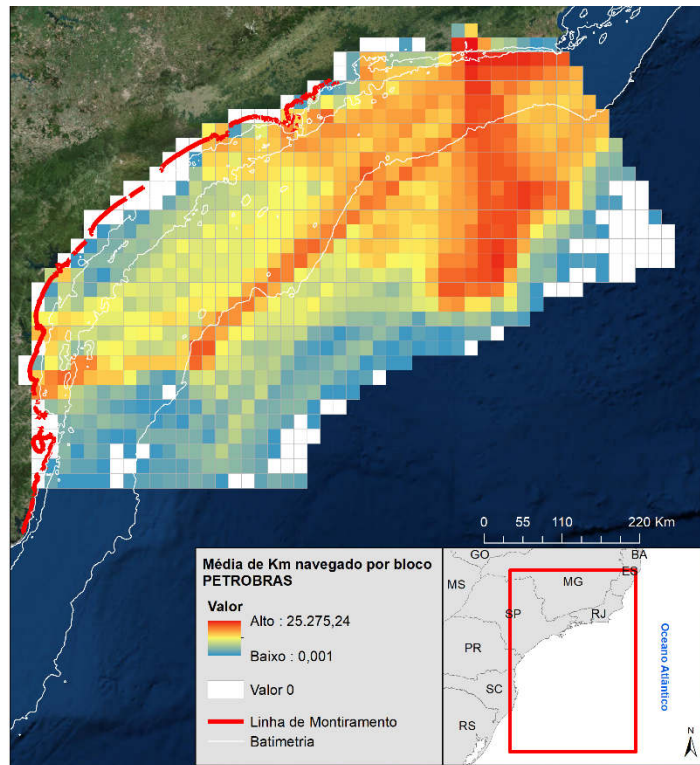 0 55 110 220 Km
Média de Km navegado por bloco
PETROBRAS
Valor
Alto : 25.275,24
Baixo : 0,001
Valor 0
Linha de Montiramento
Batimetria
GO
BA
ES
MS
MG
SP
RJ
PR
SC
RS
Oceano Atlântico
N